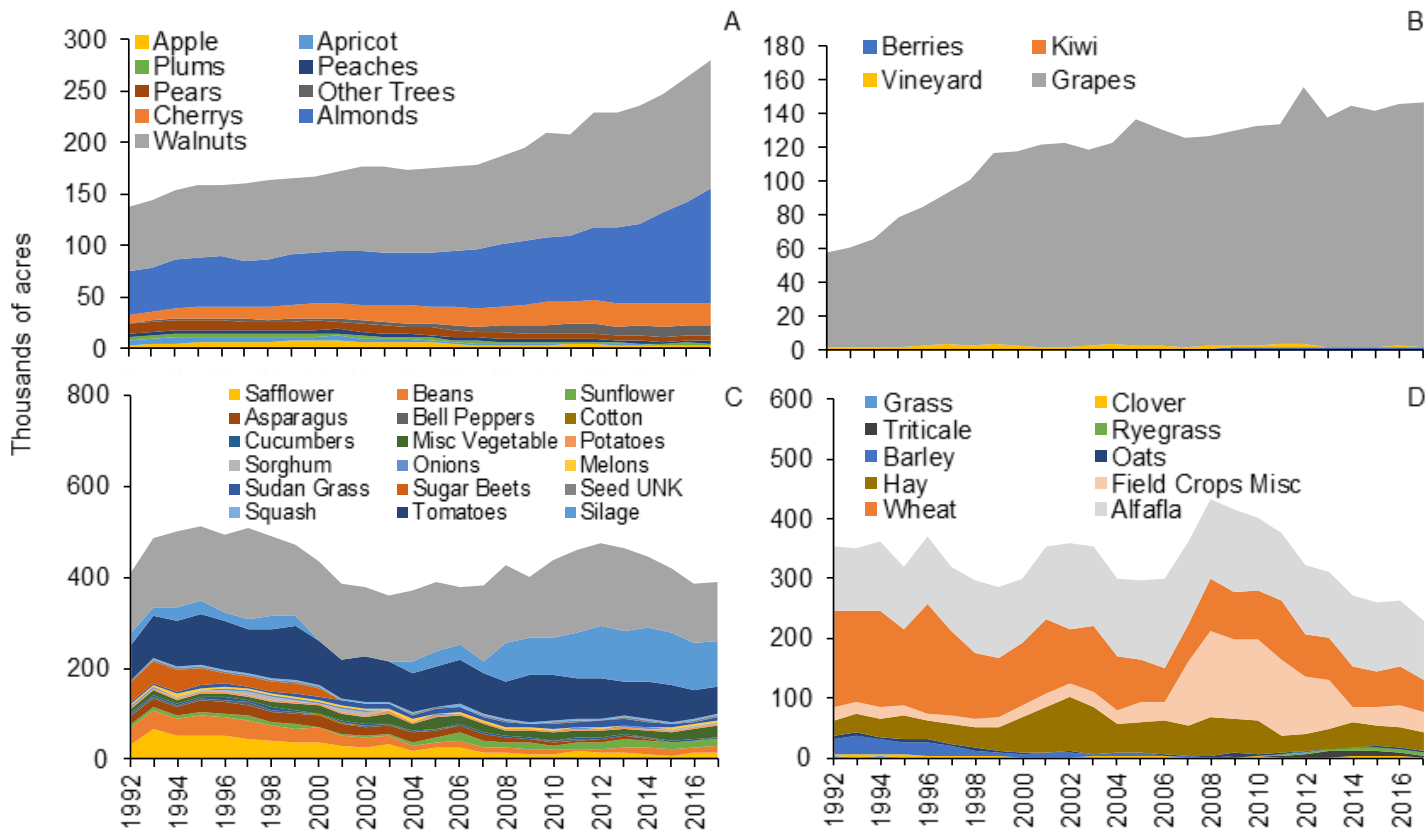 Thousands of acres
A
300
250
200
150
100
50
0
Apple Apricot
Plums Peaches
Pears Other Trees
Cherrys Almonds
Walnuts
B
180
160
140
120
100
80
60
40
20
0
Berries Kiwi
Vineyard Grapes
C
800
600
400
200
0
Safflower Beans Sunflower
Asparagus Bell Peppers Cotton
Cucumbers Misc Vegetable Potatoes
Sorghum Onions Melons
Sudan Grass Sugar Beets Seed UNK
Squash Tomatoes Silage
1992 1994 1996 1998 2000 2002 2004 2006 2008 2010 2012 2014 2016
D
600
500
400
300
200
100
0
Grass Clover
Triticale Ryegrass
Barley Oats
Hay Field Crops Misc
Wheat Alfafla
1992 1994 1996 1998 2000 2002 2004 2006 2008 2010 2012 2014 2016